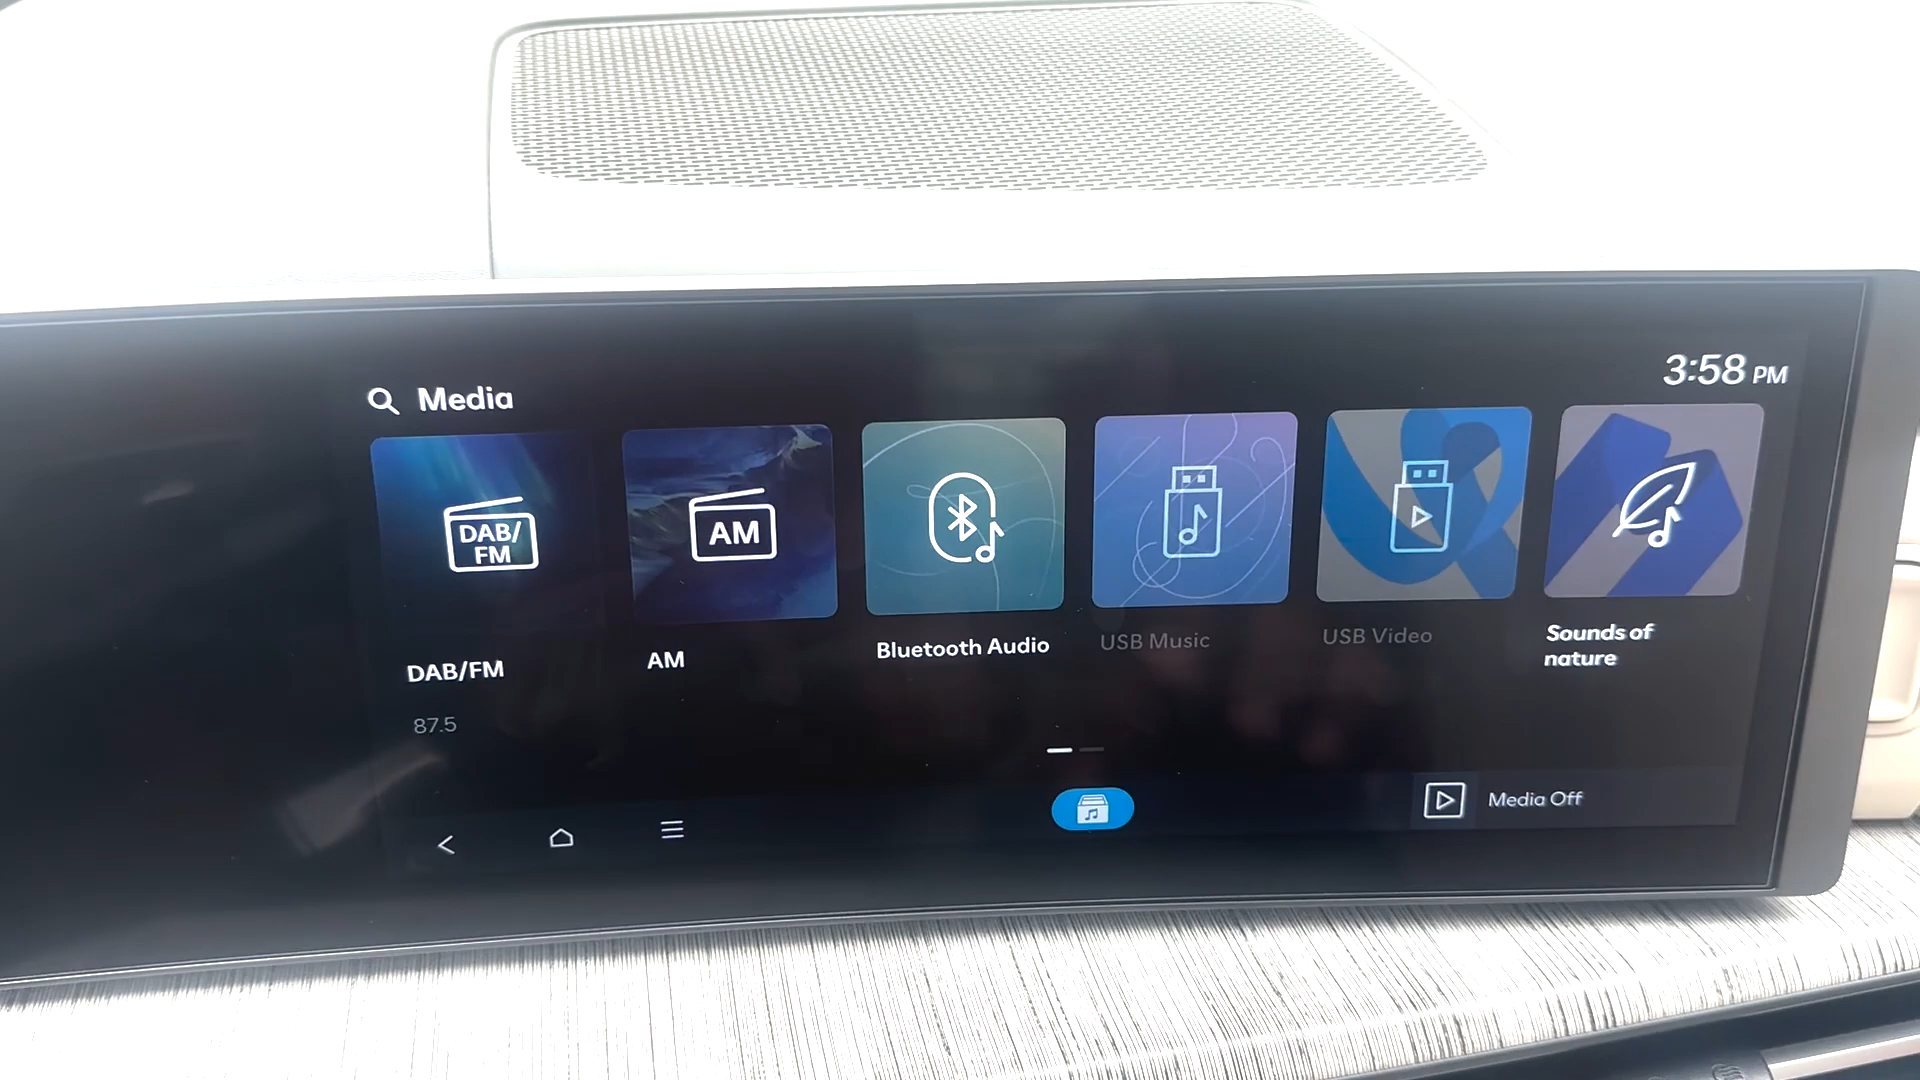 3:58 PM
Media
DAB/
FM
AM
DAB/FM
AM
Bluetooth Audio
USB Music
USB Video
Sounds of
nature
87.5
Media Off